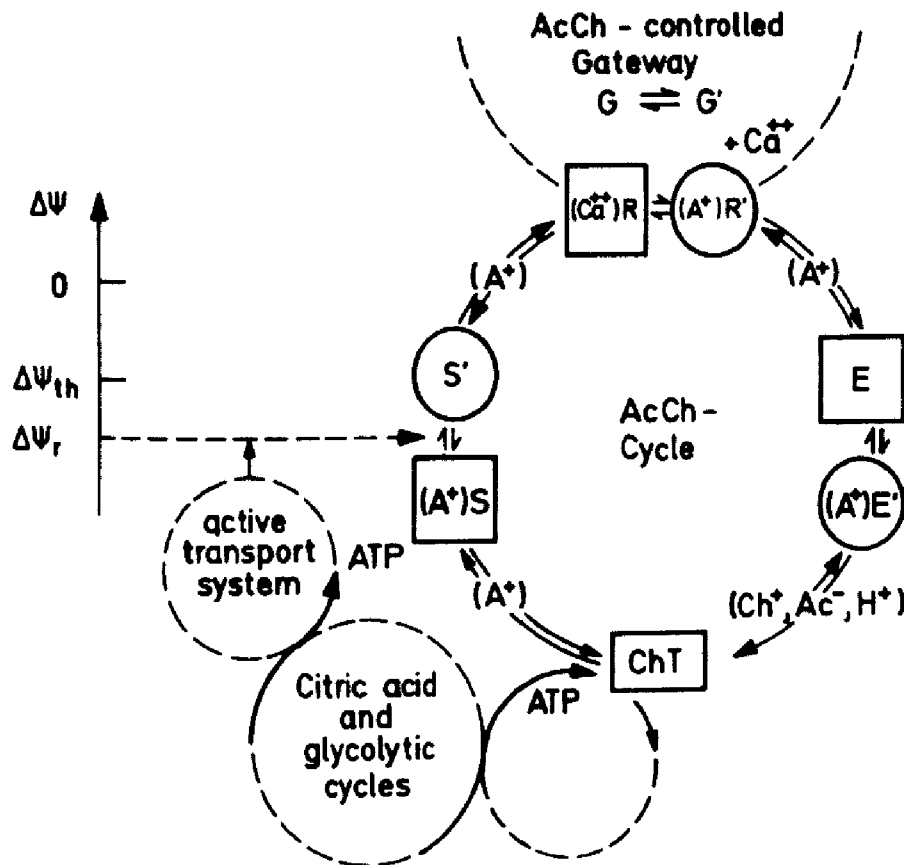 AcCh - controlled
Gateway
G ⇌ G'
+ Ca⁺⁺
ΔΨ
(Ca⁺⁺)R ⇌ (A⁺)R'
0
(A⁺)
(A⁺)
S'
E
ΔΨth
AcCh-
Cycle
ΔΨr
(A⁺)S
(A⁺)E'
active
transport
system
ATP
(A⁺)
(Ch⁺, Ac⁻, H⁺)
ChT
ATP
Citric acid
and
glycolytic
cycles